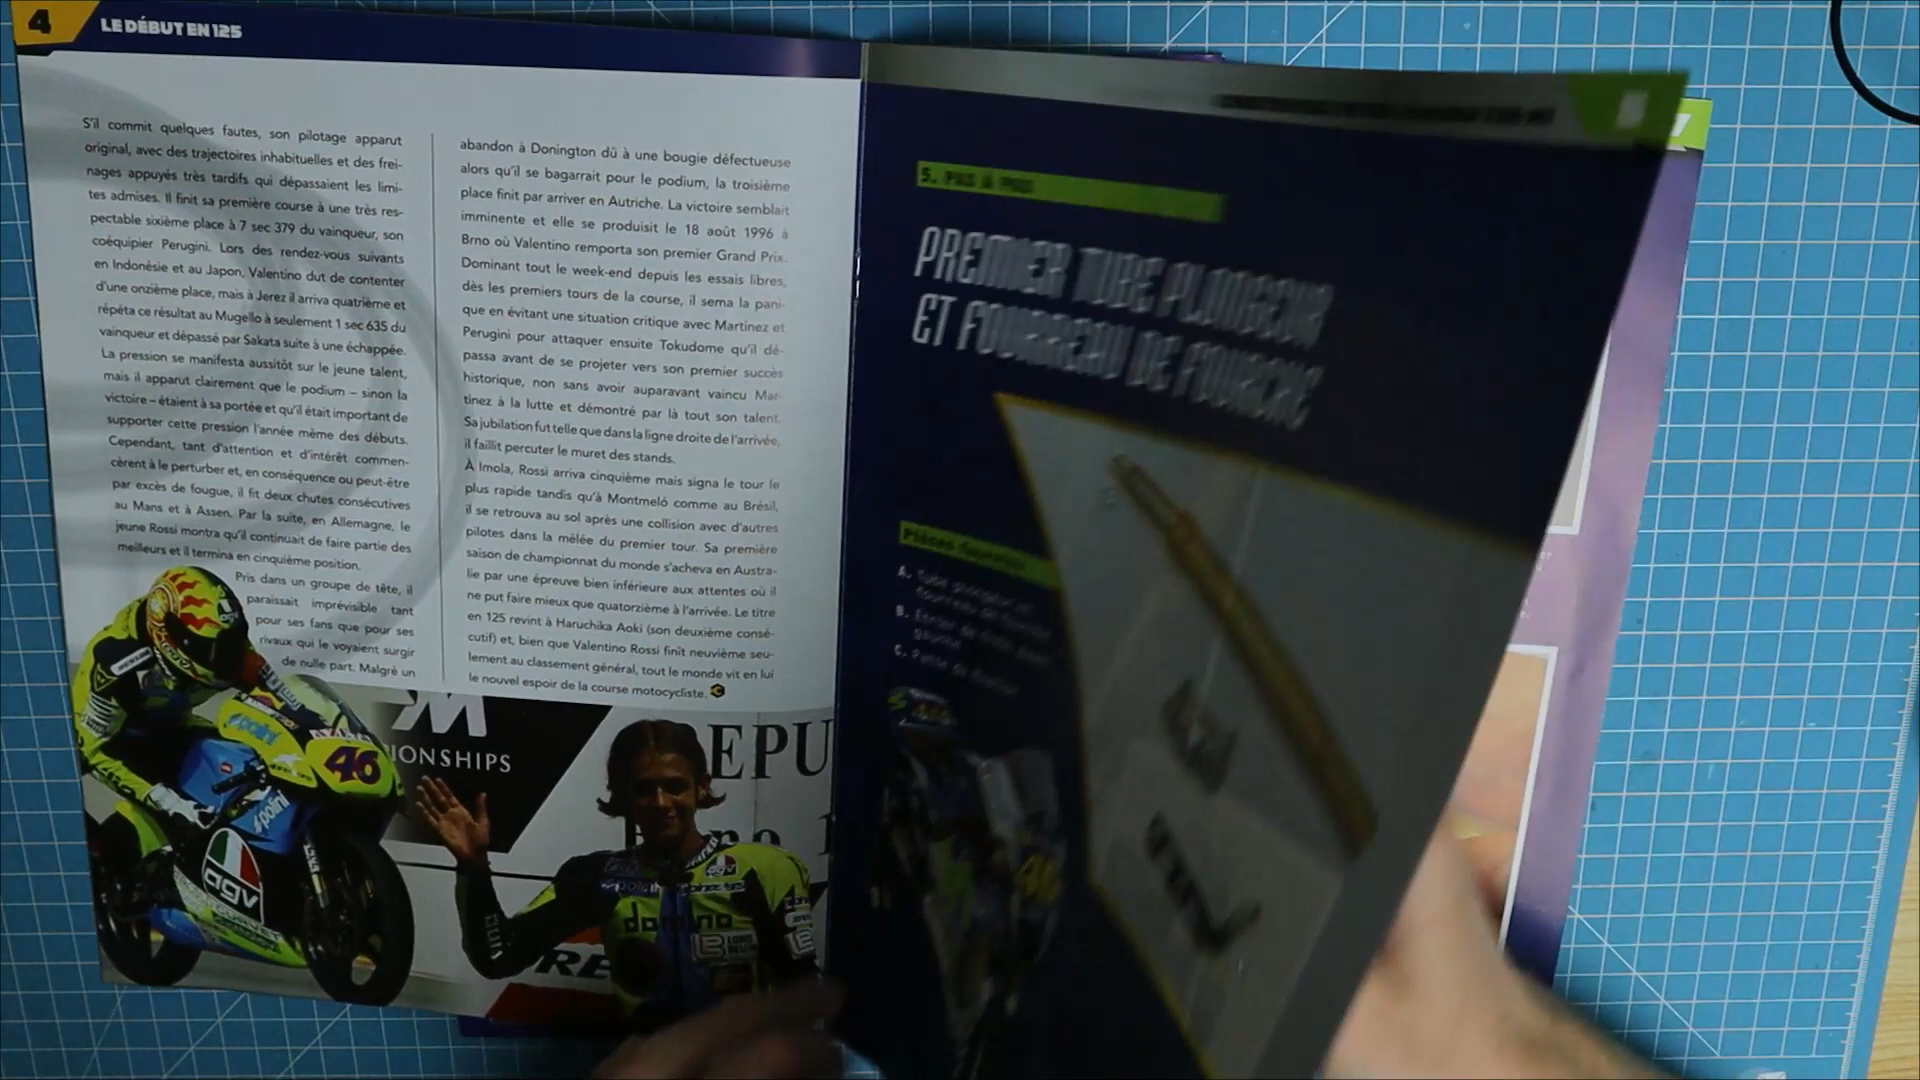 4
LE DÉBUT EN 125
S'il commit quelques fautes, son pilotage apparut
original, avec des trajectoires inhabituelles et des frei-
nages appuyés très tardifs qui dépassaient les limi-
tes admises. Il finit sa première course à une très res-
pectable sixième place à 7 sec 379 du vainqueur, son
coéquipier Perugini. Lors des rendez-vous suivants
en Indonésie et au Japon, Valentino dut de contenter
d'une onzième place, mais à Jerez il arriva quatrième et
répéta ce résultat au Mugello à seulement 1 sec 635 du
vainqueur et dépassé par Sakata suite à une échappée.
La pression se manifesta aussitôt sur le jeune talent,
mais il apparut clairement que le podium – sinon la
victoire – étaient à sa portée et qu'il était important de
supporter cette pression l'année même des débuts.
Cependant, tant d'attention et d'intérêt commen-
cèrent à le perturber et, en conséquence ou peut-être
par excès de fougue, il fit deux chutes consécutives
au Mans et à Assen. Par la suite, en Allemagne, le
jeune Rossi montra qu'il continuait de faire partie des
meilleurs et il termina en cinquième position.
Pris dans un groupe de tête, il
paraissait imprévisible tant
pour ses fans que pour ses
rivaux qui le voyaient surgir
de nulle part. Malgré un
abandon à Donington dû à une bougie défectueuse
alors qu'il se bagarrait pour le podium, la troisième
place finit par arriver en Autriche. La victoire semblait
imminente et elle se produisit le 18 août 1996 à
Brno où Valentino remporta son premier Grand Prix.
Dominant tout le week-end depuis les essais libres,
dès les premiers tours de la course, il sema la pani-
que en évitant une situation critique avec Martinez et
Perugini pour attaquer ensuite Tokudome qu'il dé-
passa avant de se projeter vers son premier succès
historique, non sans avoir auparavant vaincu Mar-
tinez à la lutte et démontré par là tout son talent.
Sa jubilation fut telle que dans la ligne droite de l'arrivée,
il faillit percuter le muret des stands.
À Imola, Rossi arriva cinquième mais signa le tour le
plus rapide tandis qu'à Montmeló comme au Brésil,
il se retrouva au sol après une collision avec d'autres
pilotes dans la mêlée du premier tour. Sa première
saison de championnat du monde s'acheva en Austra-
lie par une épreuve bien inférieure aux attentes où il
ne put faire mieux que quatorzième à l'arrivée. Le titre
en 125 revint à Haruchika Aoki (son deuxième consé-
cutif) et, bien que Valentino Rossi finît neuvième seu-
lement au classement général, tout le monde vit en lui
le nouvel espoir de la course motocycliste.
IONSHIPS
EPU
46
polini
polini
agv
agv
domino
5. PAS À PAS
PREMIER TUBE PLONGEUR
ET FOURREAU DE FOURCHE